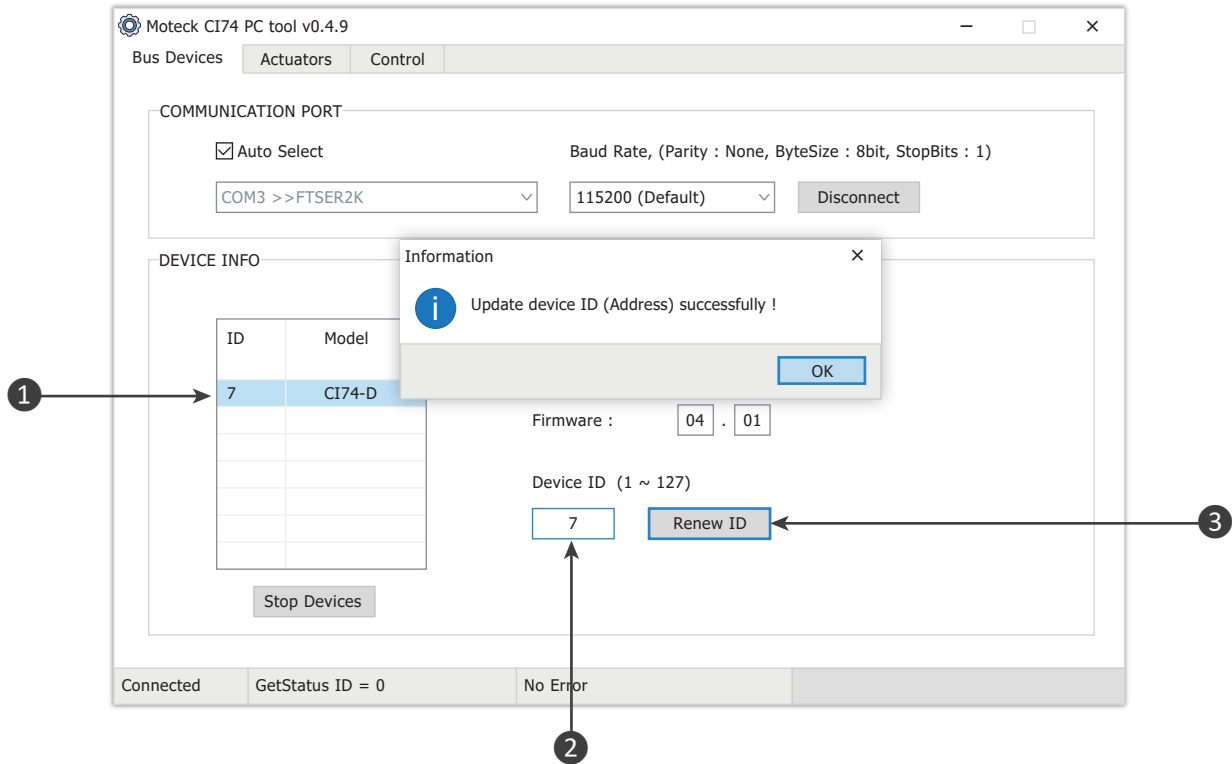 Moteck CI74 PC tool v0.4.9
Bus Devices Actuators Control
COMMUNICATION PORT
Auto Select Baud Rate, (Parity : None, ByteSize : 8bit, StopBits : 1)
COM3 >>FTSER2K 115200 (Default) Disconnect
DEVICE INFO
Information
i Update device ID (Address) successfully !
OK
ID Model
1 7 CI74-D
Firmware : 04 . 01
Device ID (1 ~ 127)
7 Renew ID 3
Stop Devices
Connected GetStatus ID = 0 No Error
2